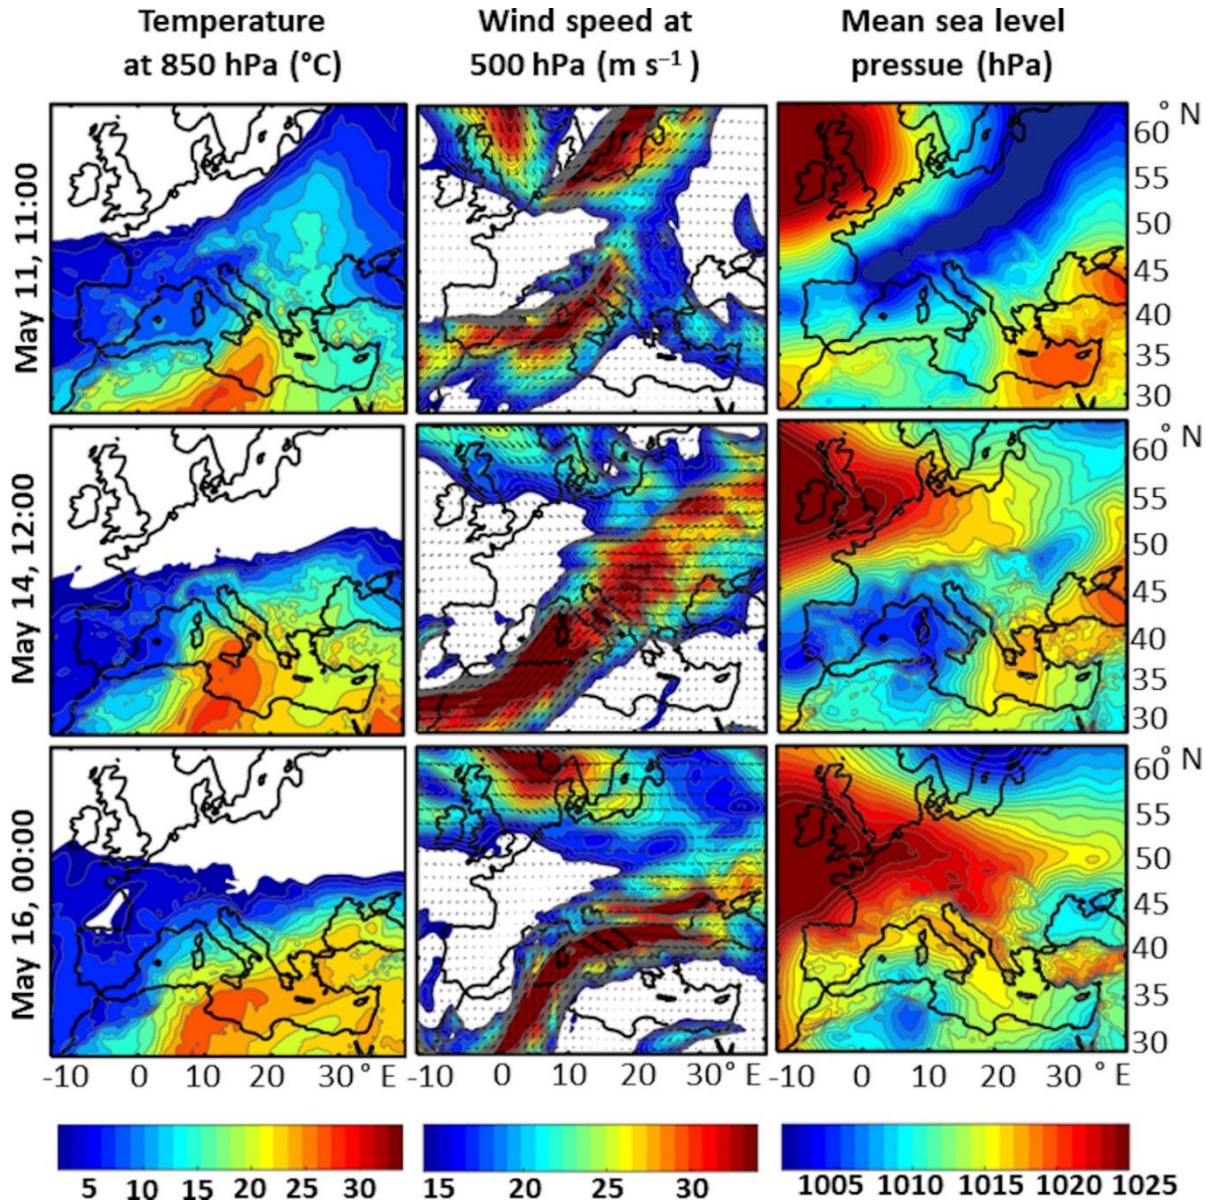 Temperature
at 850 hPa (°C)
Wind speed at
500 hPa (m s⁻¹ )
Mean sea level
pressue (hPa)
May 11, 11:00
60° N
55
50
45
40
35
30
May 14, 12:00
60° N
55
50
45
40
35
30
May 16, 00:00
60° N
55
50
45
40
35
30
-10 0 10 20 30° E -10 0 10 20 30° E -10 0 10 20 30° E
5 10 15 20 25 30
15 20 25 30
1005 1010 1015 1020 1025